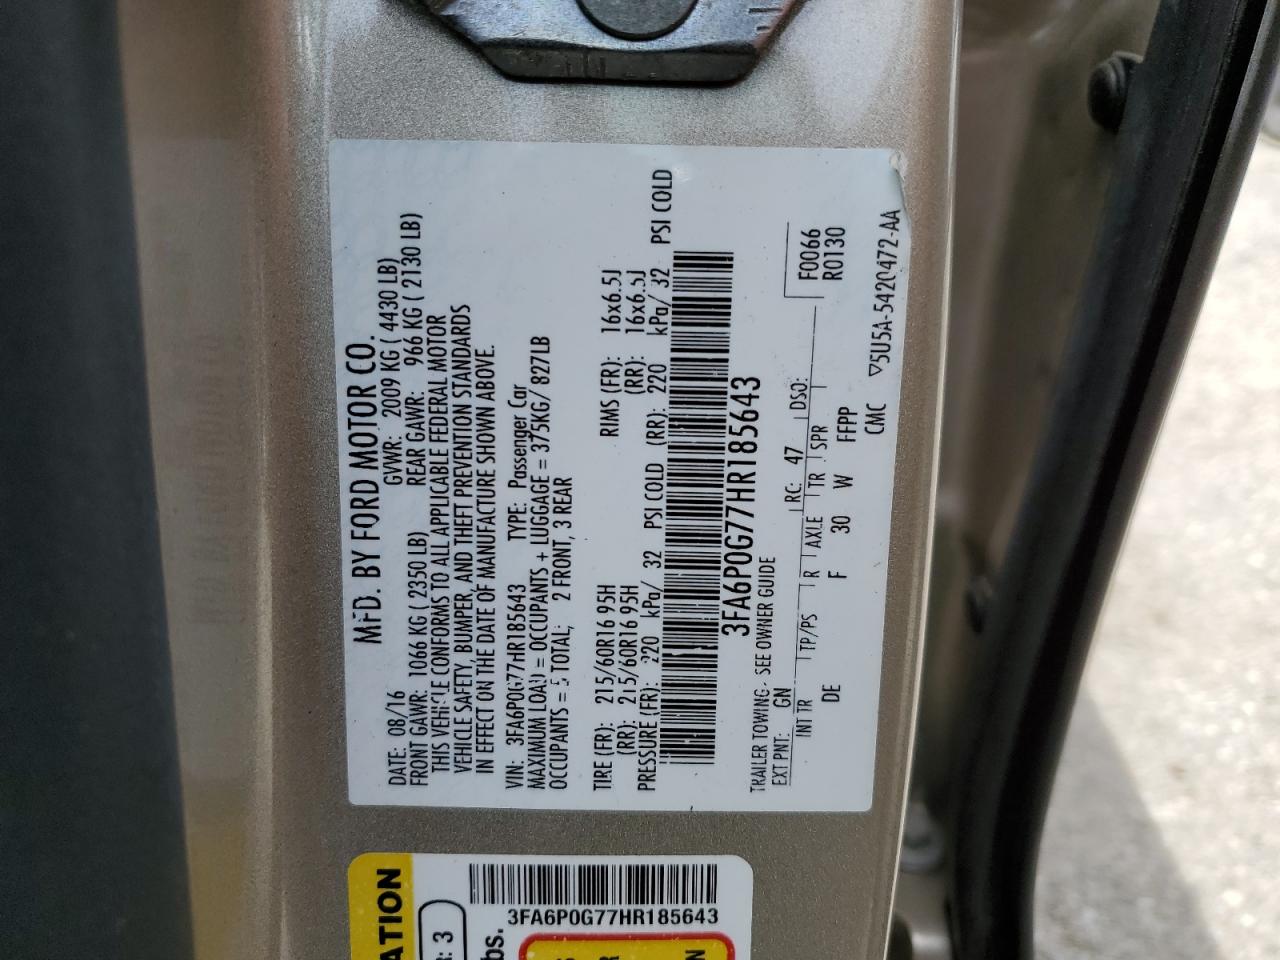 MFD. BY FORD MOTOR CO.
DATE: 08/16 GVWR: 2009 KG ( 4430 LB)
FRONT GAWR: 1066 KG ( 2350 LB) REAR GAWR: 966 KG ( 2130 LB)
THIS VEHICLE CONFORMS TO ALL APPLICABLE FEDERAL MOTOR
VEHICLE SAFETY, BUMPER, AND THEFT PREVENTION STANDARDS
IN EFFECT ON THE DATE OF MANUFACTURE SHOWN ABOVE.
VIN: 3FA6P0G77HR185643 TYPE: Passenger Car
MAXIMUM LOAD = OCCUPANTS + LUGGAGE = 375KG/ 827LB
OCCUPANTS = 5 TOTAL; 2 FRONT, 3 REAR
TIRE (FR): 215/60R16 95H RIMS (FR): 16x6.5J
(RR): 215/60R16 95H (RR): 16x6.5J
PRESSURE (FR): 220 kPa/ 32 PSI COLD (RR): 220 kPa/ 32 PSI COLD
3FA6P0G77HR185643
TRAILER TOWING - SEE OWNER GUIDE
EXT PNT: GN RC: 47 DSO: F0066
R0130
INT TR TP/PS R AXLE TR SPR
DE F 30 W FFPP
CMC ▽5U5A-5420472-AA
ATION
R: 3
3FA6P0G77HR185643
bs.